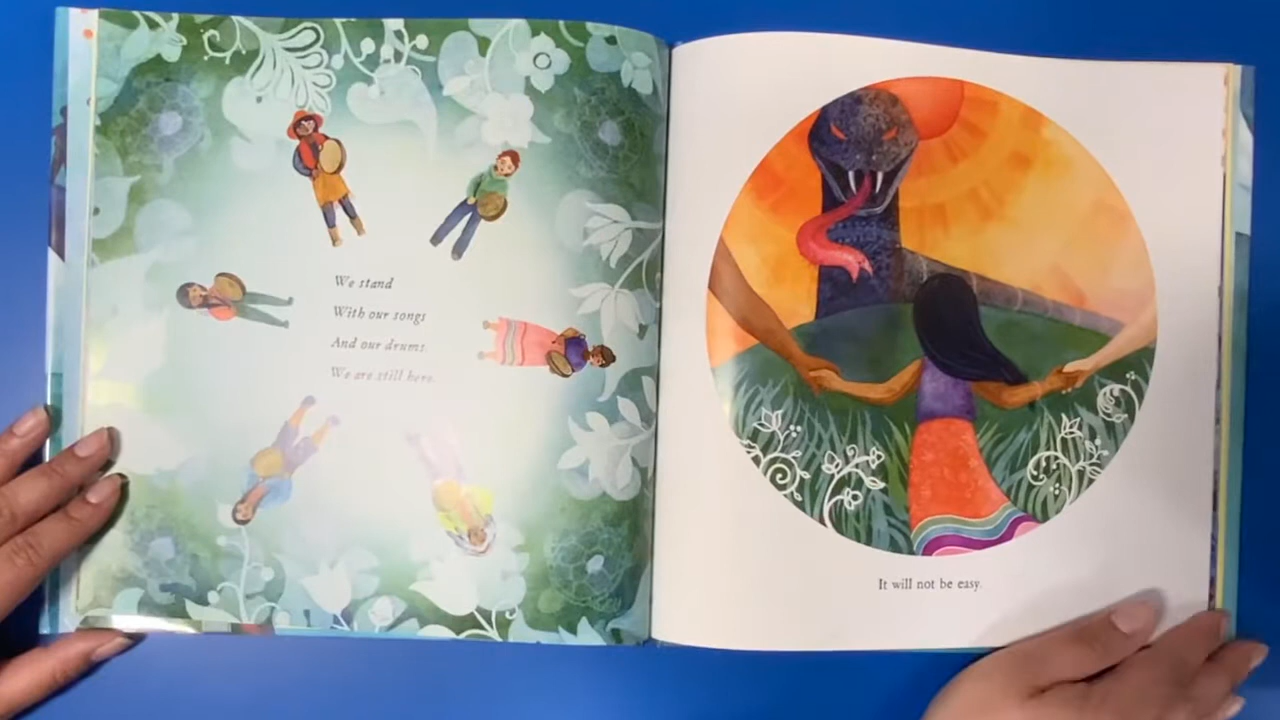 We stand
With our songs
And our drums.
We are still here.
It will not be easy.